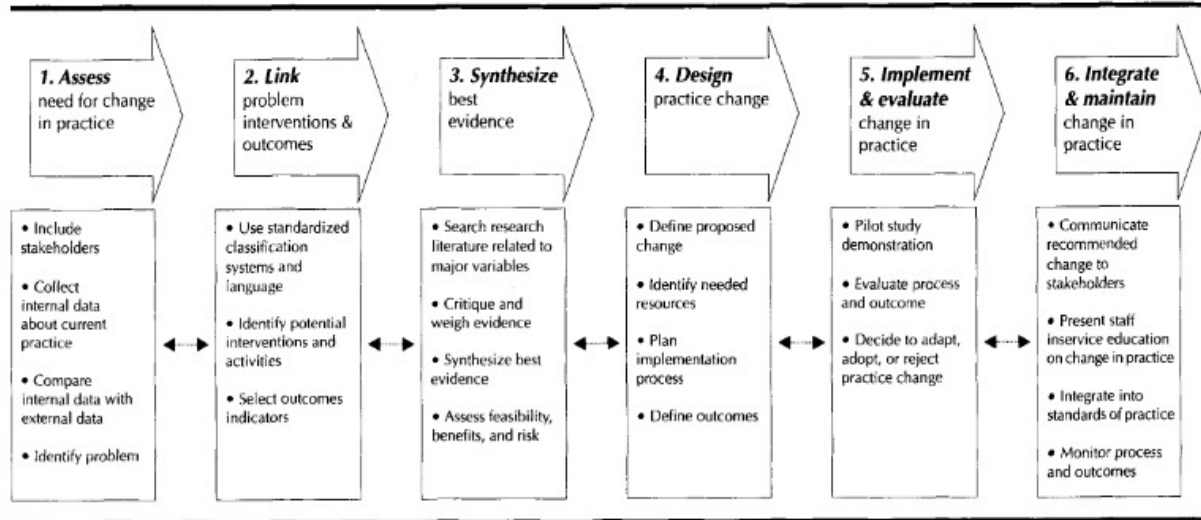 1. Assess
need for change
in practice
2. Link
problem
interventions &
outcomes
3. Synthesize
best
evidence
4. Design
practice change
5. Implement
& evaluate
change in
practice
6. Integrate
& maintain
change in
practice
• Include
stakeholders
• Collect
internal data
about current
practice
• Compare
internal data with
external data
• Identify problem
• Use standardized
classification
systems and
language
• Identify potential
interventions and
activities
• Select outcomes
indicators
• Search research
literature related to
major variables
• Critique and
weigh evidence
• Synthesize best
evidence
• Assess feasibility,
benefits, and risk
• Define proposed
change
• Identify needed
resources
• Plan
implementation
process
• Define outcomes
• Pilot study
demonstration
• Evaluate process
and outcome
• Decide to adapt,
adopt, or reject
practice change
• Communicate
recommended
change to
stakeholders
• Present staff
inservice education
on change in practice
• Integrate into
standards of practice
• Monitor process
and outcomes